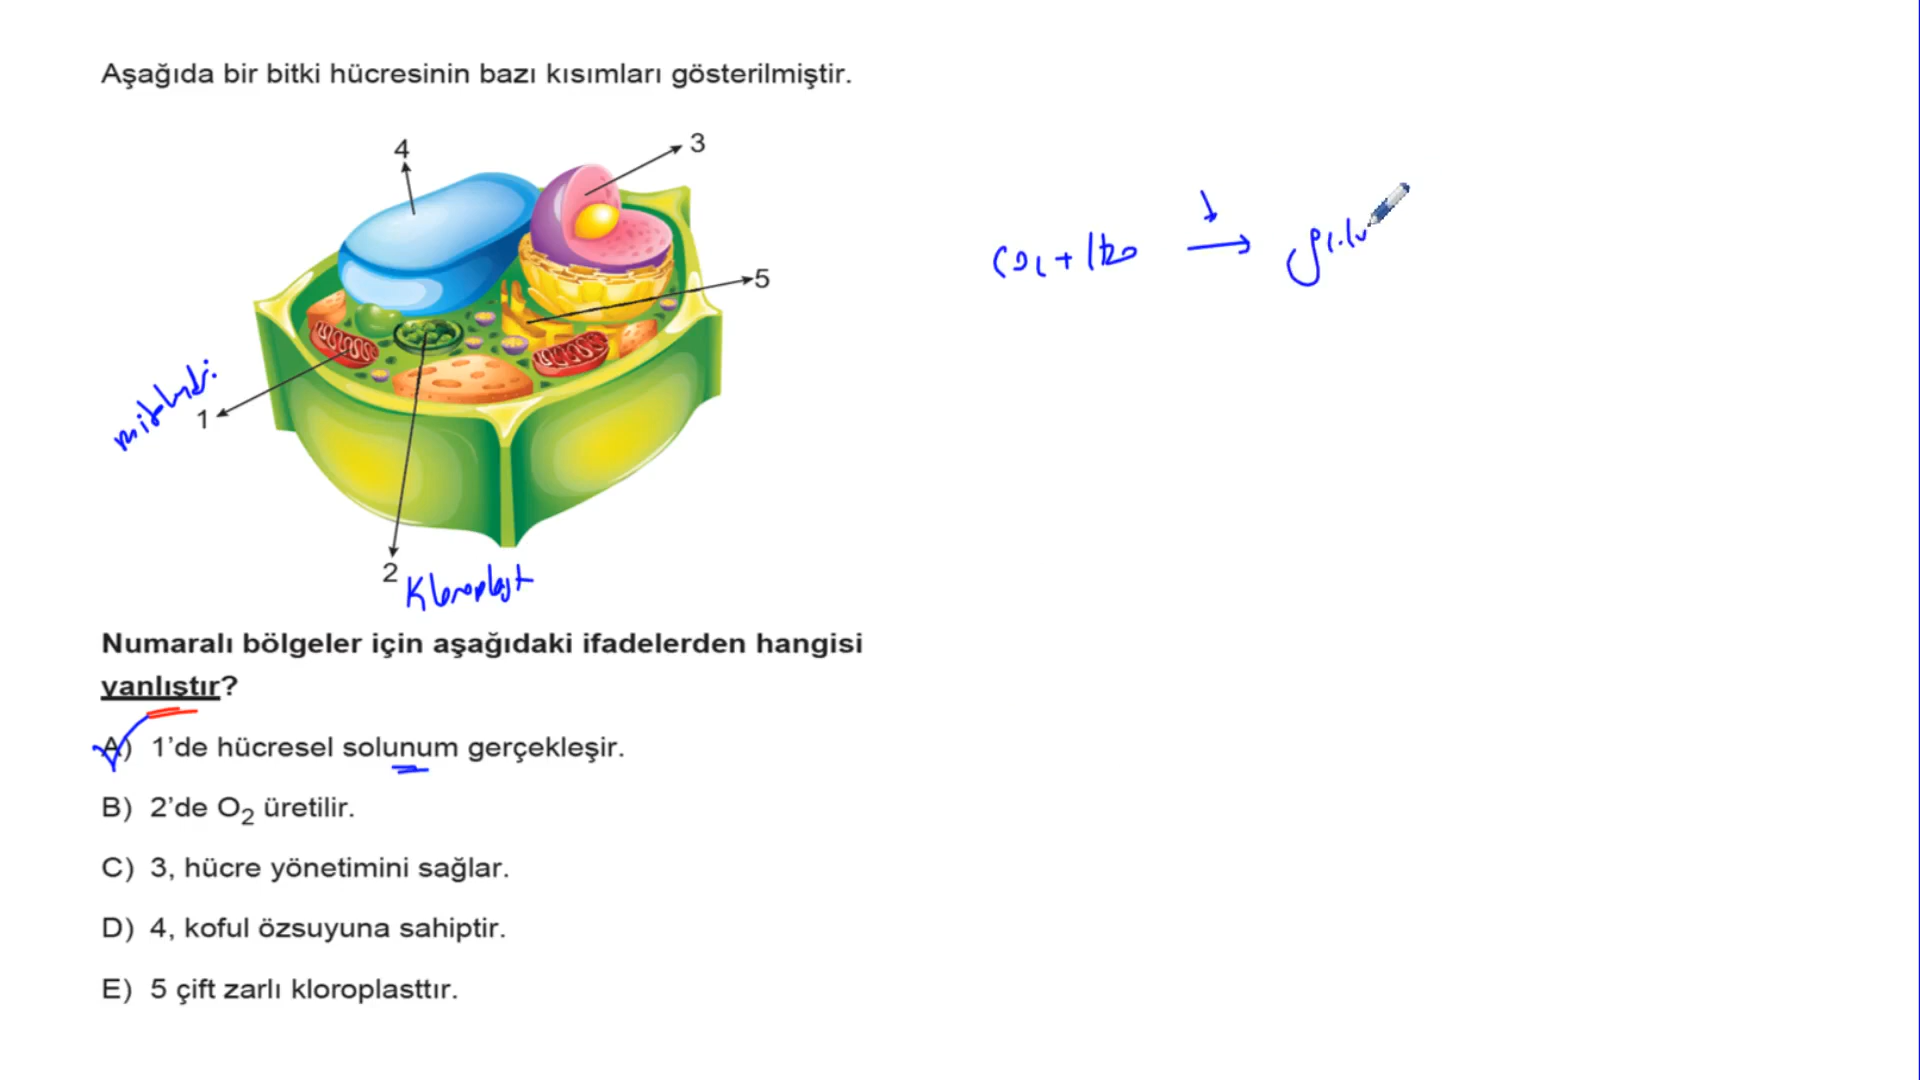 Aşağıda bir bitki hücresinin bazı kısımları gösterilmiştir.
4
3
5
1
2 Kloroplast
CO2 + H2O →
Numaralı bölgeler için aşağıdaki ifadelerden hangisi
yanlıştır?
A) 1’de hücresel solunum gerçekleşir.
B) 2’de O2 üretilir.
C) 3, hücre yönetimini sağlar.
D) 4, koful özsuyuna sahiptir.
E) 5 çift zarlı kloroplasttır.